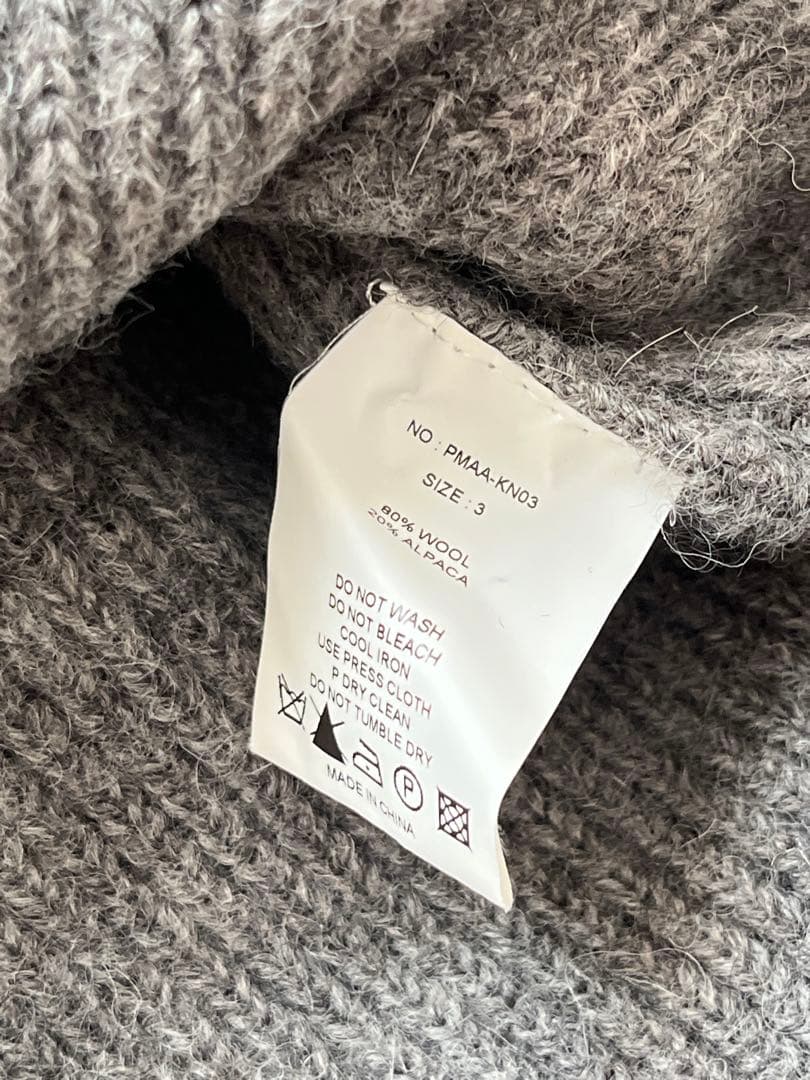 NO : PMAA-KN03
SIZE : 3
80% WOOL
20% ALPACA
DO NOT WASH
DO NOT BLEACH
COOL IRON
USE PRESS CLOTH
P DRY CLEAN
DO NOT TUMBLE DRY
P
MADE IN CHINA